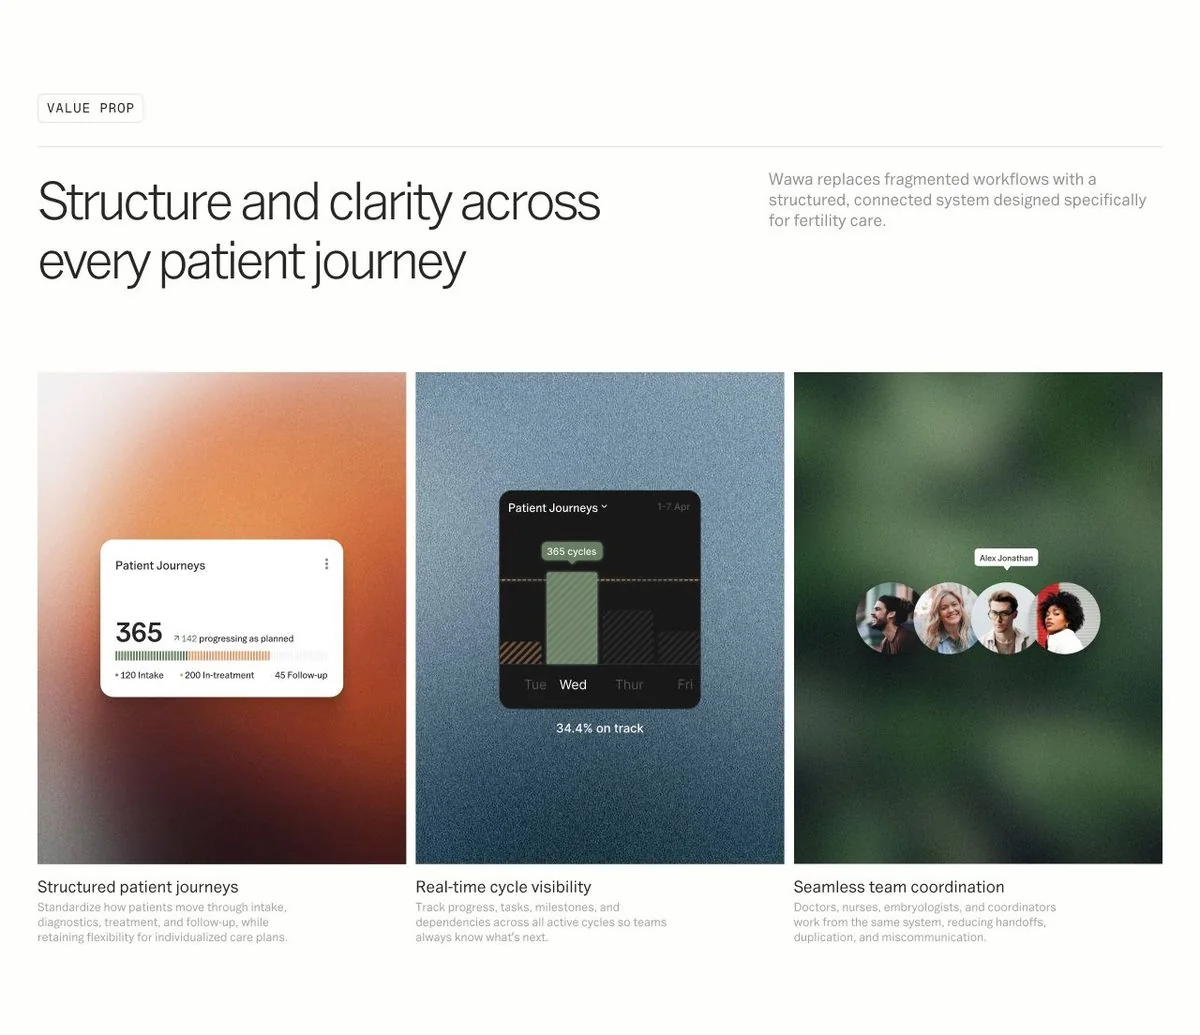 VALUE PROP
Structure and clarity across
every patient journey
Wawa replaces fragmented workflows with a
structured, connected system designed specifically
for fertility care.
Patient Journeys
365 142 progressing as planned
120 Intake 200 In-treatment 45 Follow-up
Patient Journeys 1-7 Apr
365 cycles
Tue Wed Thur Fri
34.4% on track
Alex Jonathan
Structured patient journeys
Standardize how patients move through intake,
diagnostics, treatment, and follow-up, while
retaining flexibility for individualized care plans.
Real-time cycle visibility
Track progress, tasks, milestones, and
dependencies across all active cycles so teams
always know what's next.
Seamless team coordination
Doctors, nurses, embryologists, and coordinators
work from the same system, reducing handoffs,
duplication, and miscommunication.